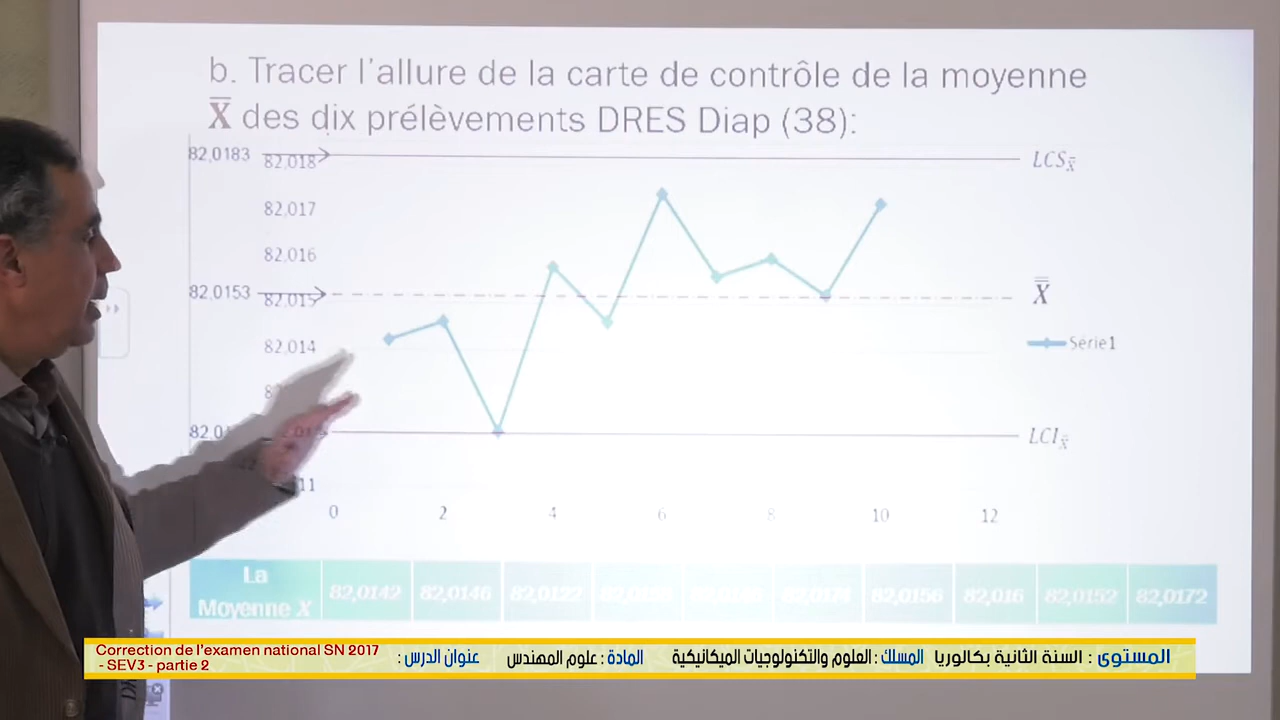 b. Tracer l'allure de la carte de contrôle de la moyenne
X̿ des dix prélèvements DRES Diap (38):
82,0183
82,018
LCS X̿
82,017
82,016
82,0153
82,015
X̿
Série1
82,014
LCI X̿
0 2 4 6 8 10 12
La
Moyenne X 82,0142 82,0146 82,0122 82,0156 82,016 82,0152 82,0172
Correction de l'examen national SN 2017
- SEV3 - partie 2
المستوى : السنة الثانية بكالوريا المسلك : العلوم والتكنولوجيات الميكانيكية المادة : علوم المهندس عنوان الدرس :